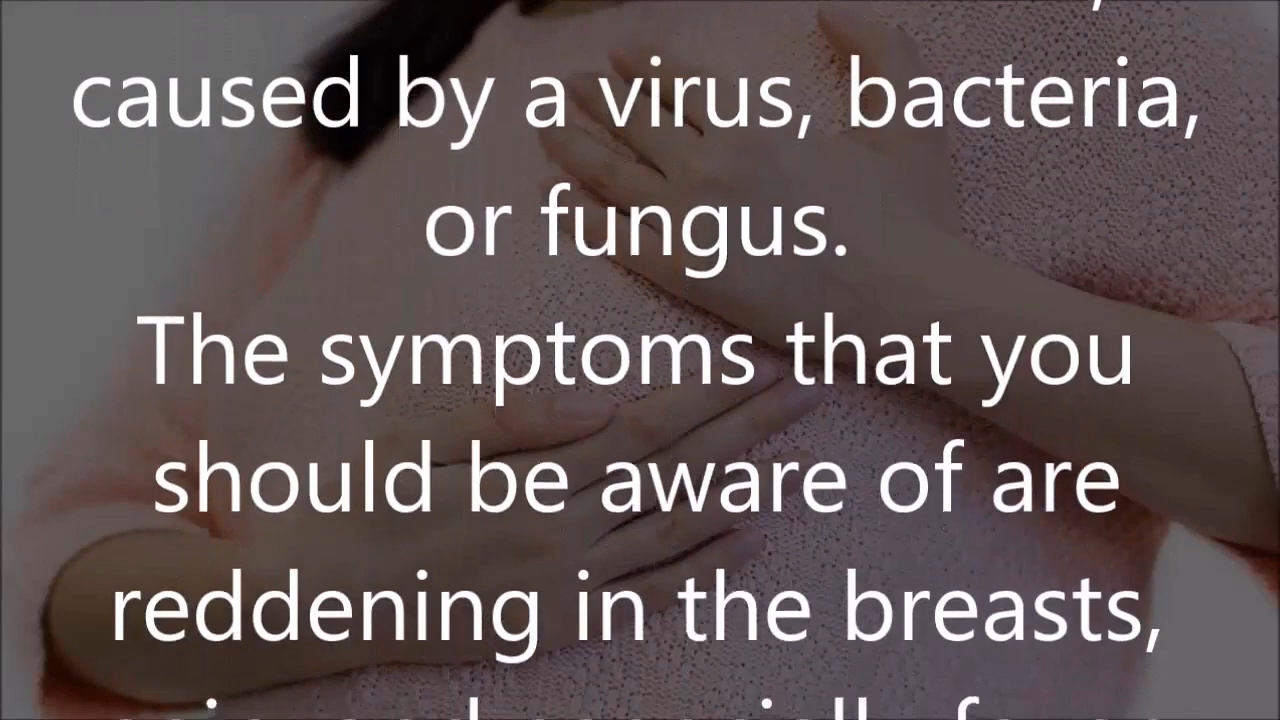 caused by a virus, bacteria,
or fungus.
The symptoms that you
should be aware of are
reddening in the breasts,